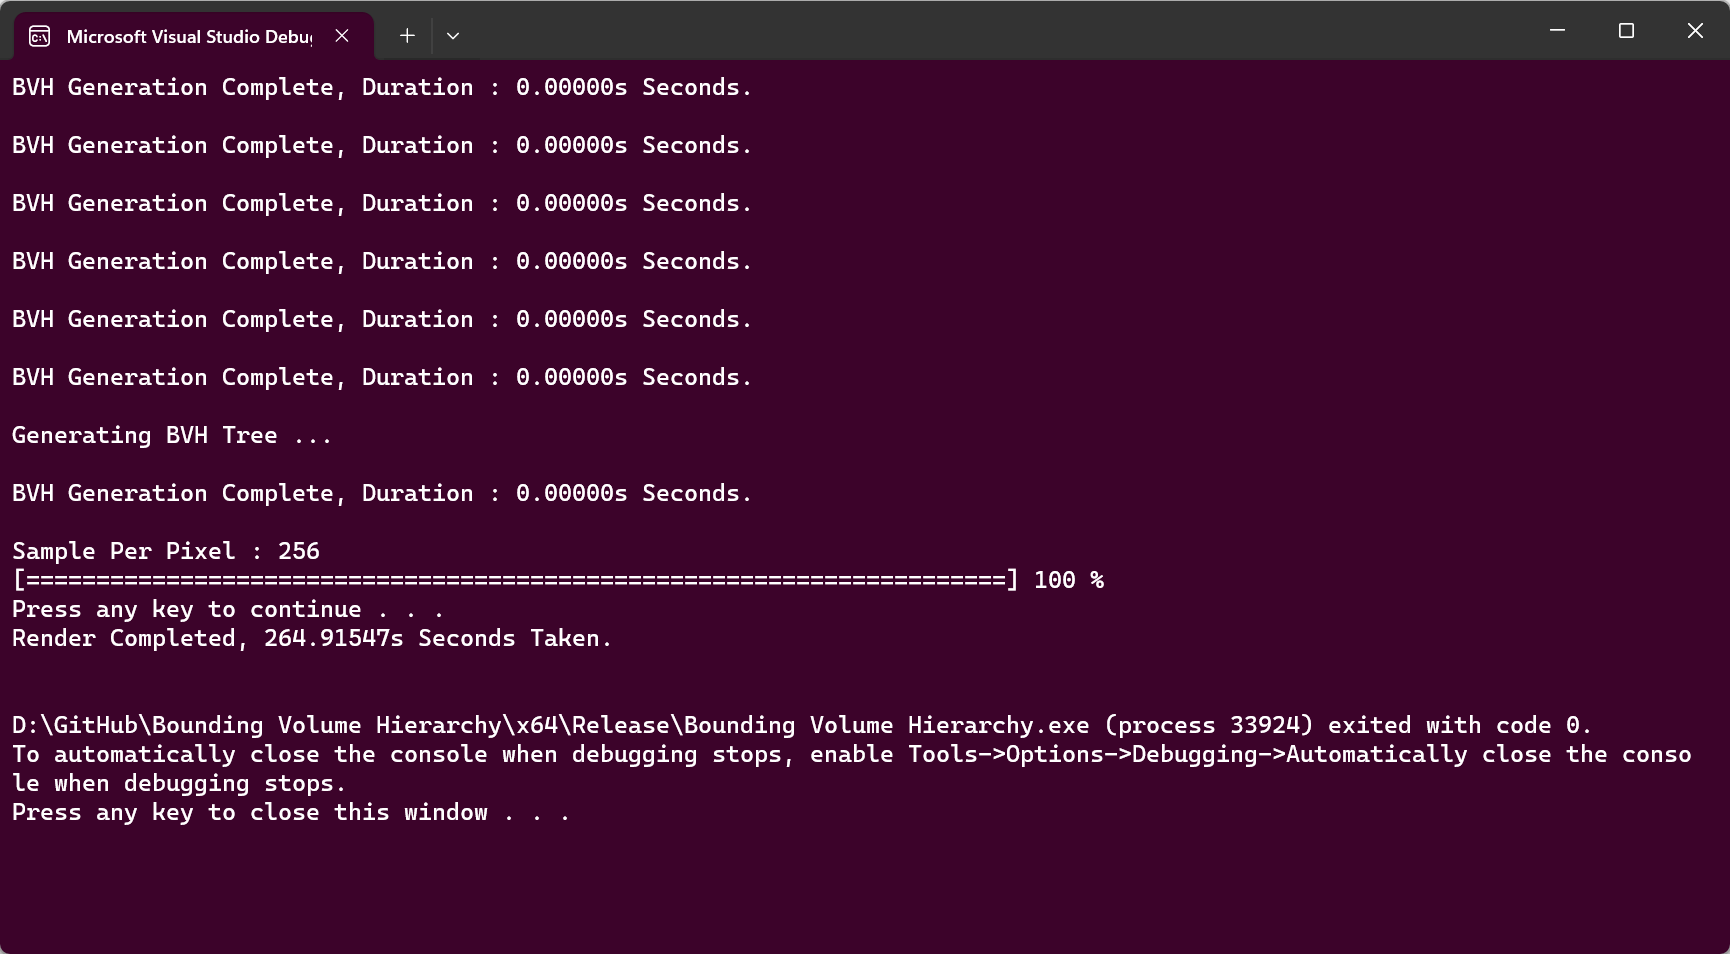 Microsoft Visual Studio Debug
BVH Generation Complete, Duration : 0.00000s Seconds.
BVH Generation Complete, Duration : 0.00000s Seconds.
BVH Generation Complete, Duration : 0.00000s Seconds.
BVH Generation Complete, Duration : 0.00000s Seconds.
BVH Generation Complete, Duration : 0.00000s Seconds.
BVH Generation Complete, Duration : 0.00000s Seconds.
Generating BVH Tree ...
BVH Generation Complete, Duration : 0.00000s Seconds.
Sample Per Pixel : 256
[======================================================================] 100 %
Press any key to continue . . .
Render Completed, 264.91547s Seconds Taken.
D:\GitHub\Bounding Volume Hierarchy\x64\Release\Bounding Volume Hierarchy.exe (process 33924) exited with code 0.
To automatically close the console when debugging stops, enable Tools->Options->Debugging->Automatically close the conso
le when debugging stops.
Press any key to close this window . . .